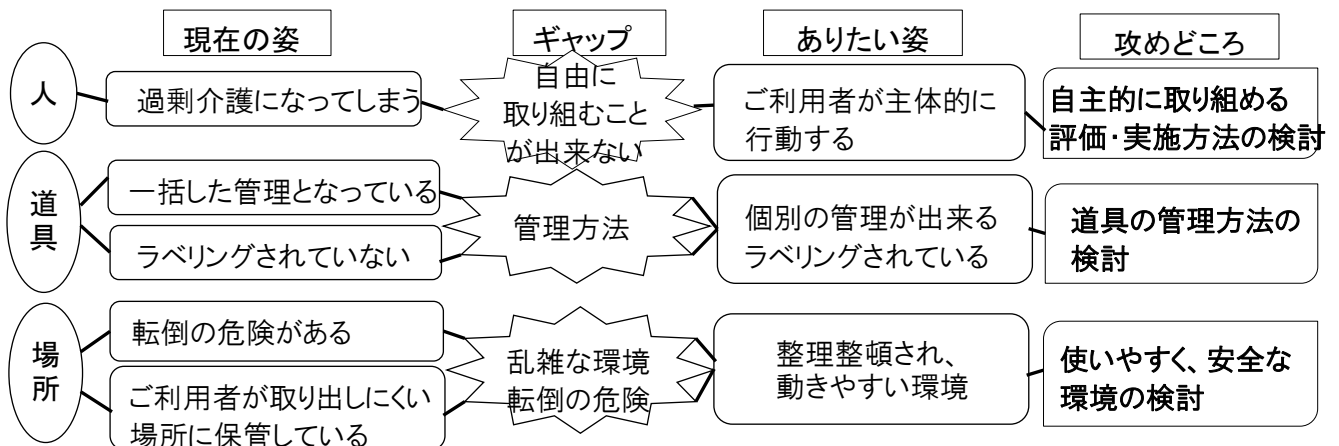 現在の姿
ギャップ
ありたい姿
攻めどころ
人
過剰介護になってしまう
自由に
取り組むこと
が出来ない
ご利用者が主体的に
行動する
自主的に取り組める
評価・実施方法の検討
道具
一括した管理となっている
ラベリングされていない
管理方法
個別の管理が出来る
ラベリングされている
道具の管理方法の
検討
場所
転倒の危険がある
ご利用者が取り出しにくい
場所に保管している
乱雑な環境
転倒の危険
整理整頓され、
動きやすい環境
使いやすく、安全な
環境の検討